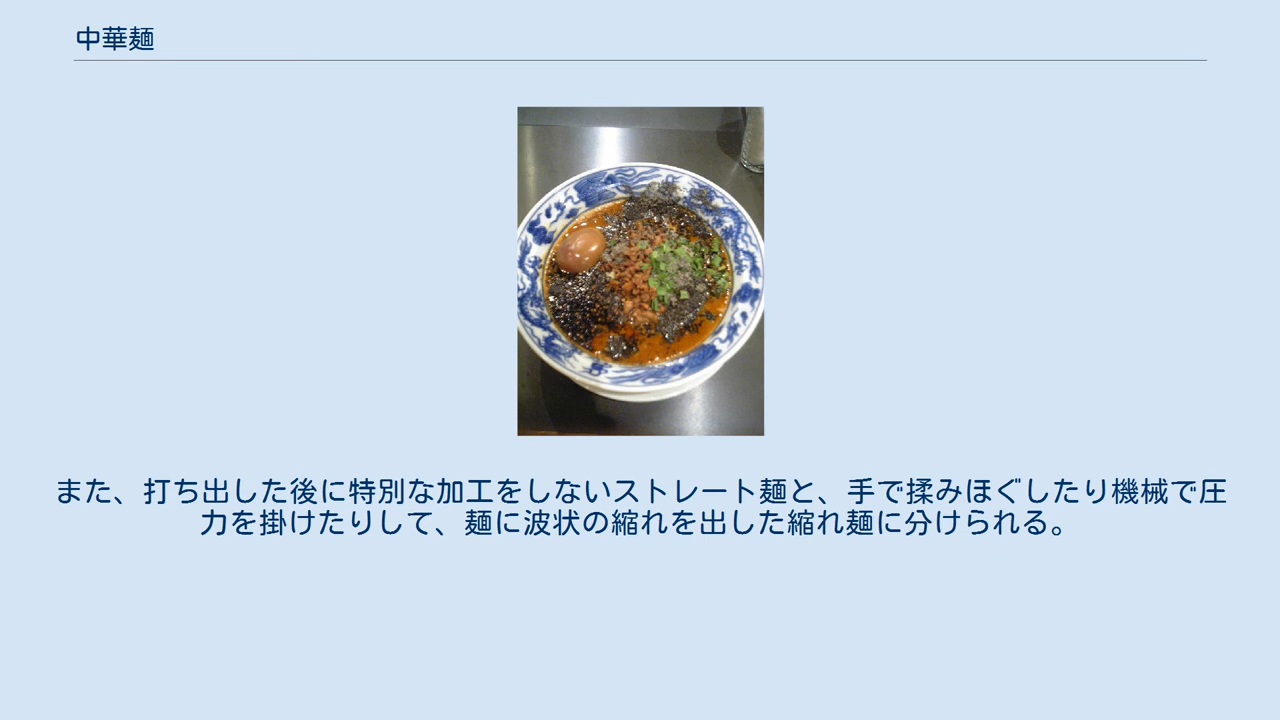 中華麺
また、打ち出した後に特別な加工をしないストレート麺と、手で揉みほぐしたり機械で圧
力を掛けたりして、麺に波状の縮れを出した縮れ麺に分けられる。